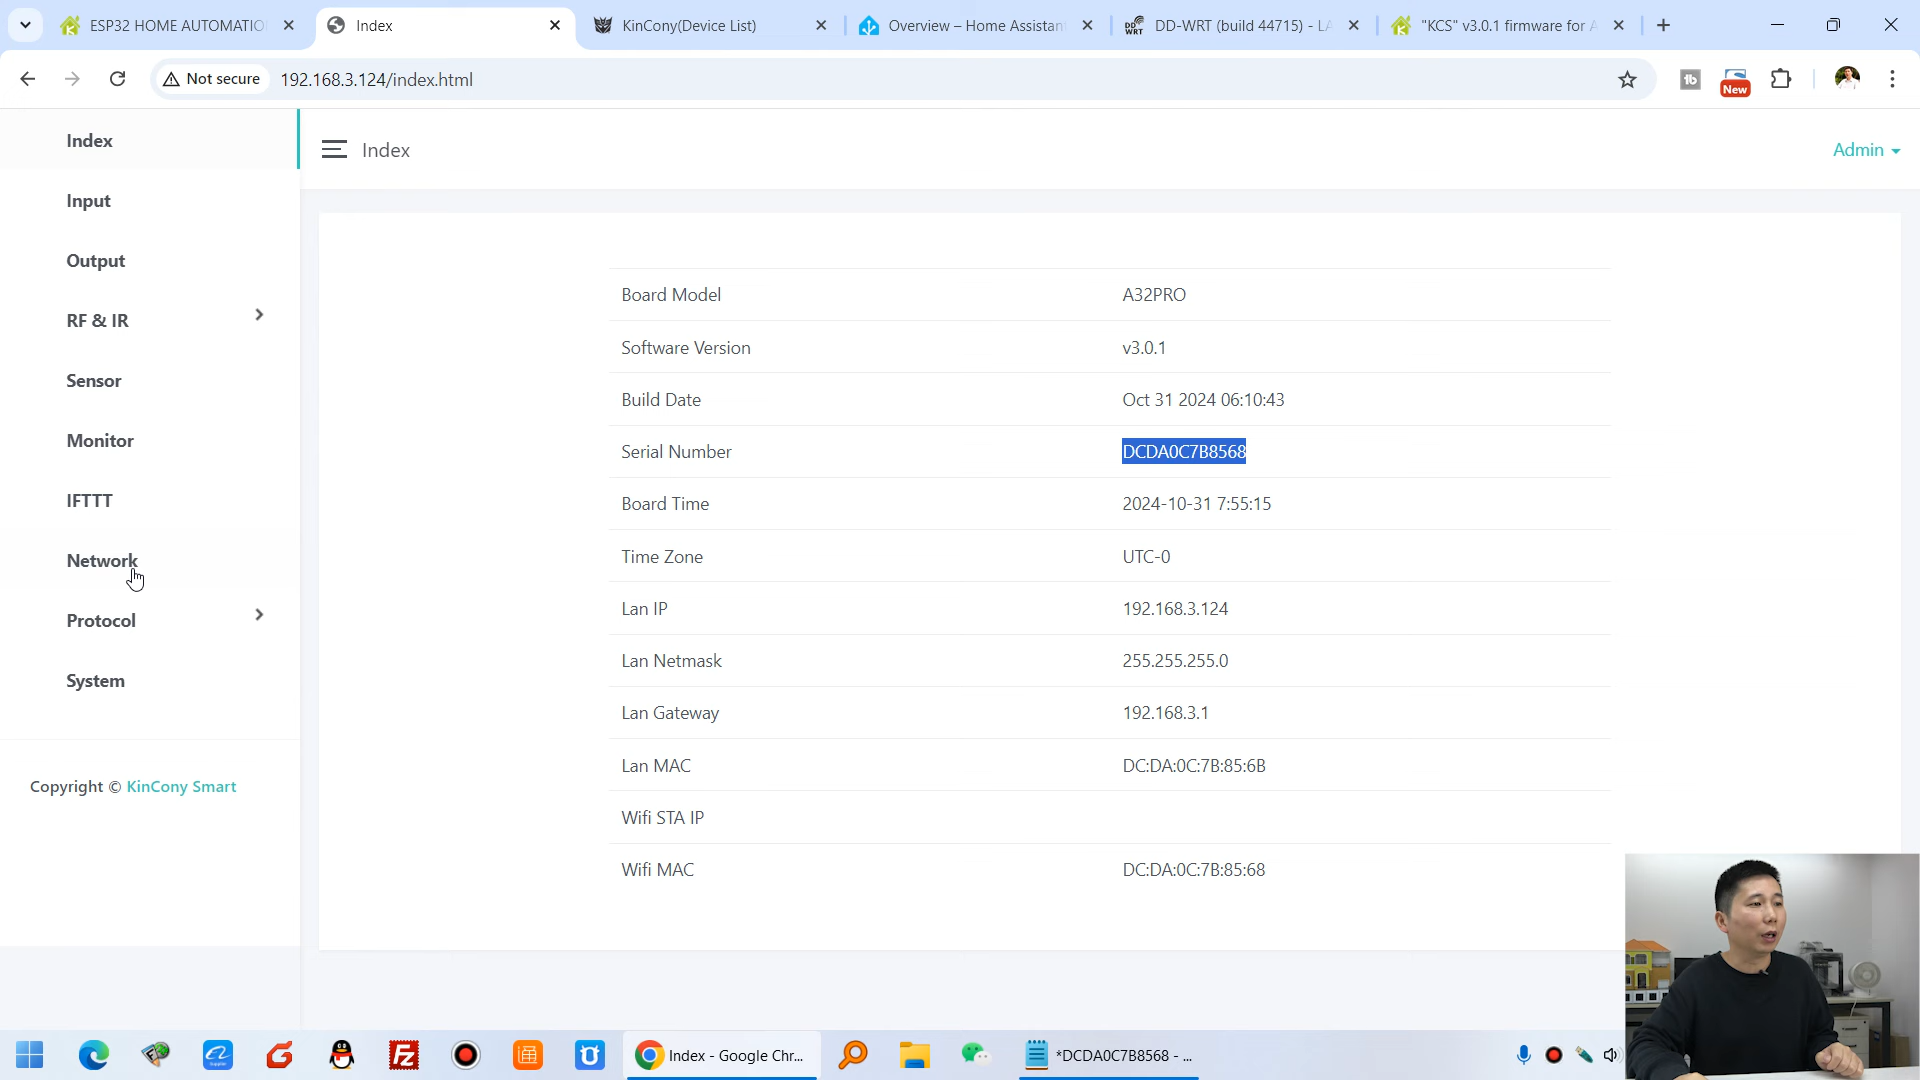 ESP32 HOME AUTOMATIO
Index
KinCony(Device List)
Overview – Home Assistan
DD-WRT (build 44715) - LA
"KCS" v3.0.1 firmware for A
Not secure
192.168.3.124/index.html
New
Index
Input
Output
RF & IR
Sensor
Monitor
IFTTT
Network
Protocol
System
Copyright © KinCony Smart
Index
Admin
Board Model A32PRO
Software Version v3.0.1
Build Date Oct 31 2024 06:10:43
Serial Number DCDA0C7B8568
Board Time 2024-10-31 7:55:15
Time Zone UTC-0
Lan IP 192.168.3.124
Lan Netmask 255.255.255.0
Lan Gateway 192.168.3.1
Lan MAC DC:DA:0C:7B:85:6B
Wifi STA IP
Wifi MAC DC:DA:0C:7B:85:68
Index - Google Chr...
*DCDA0C7B8568 - ...